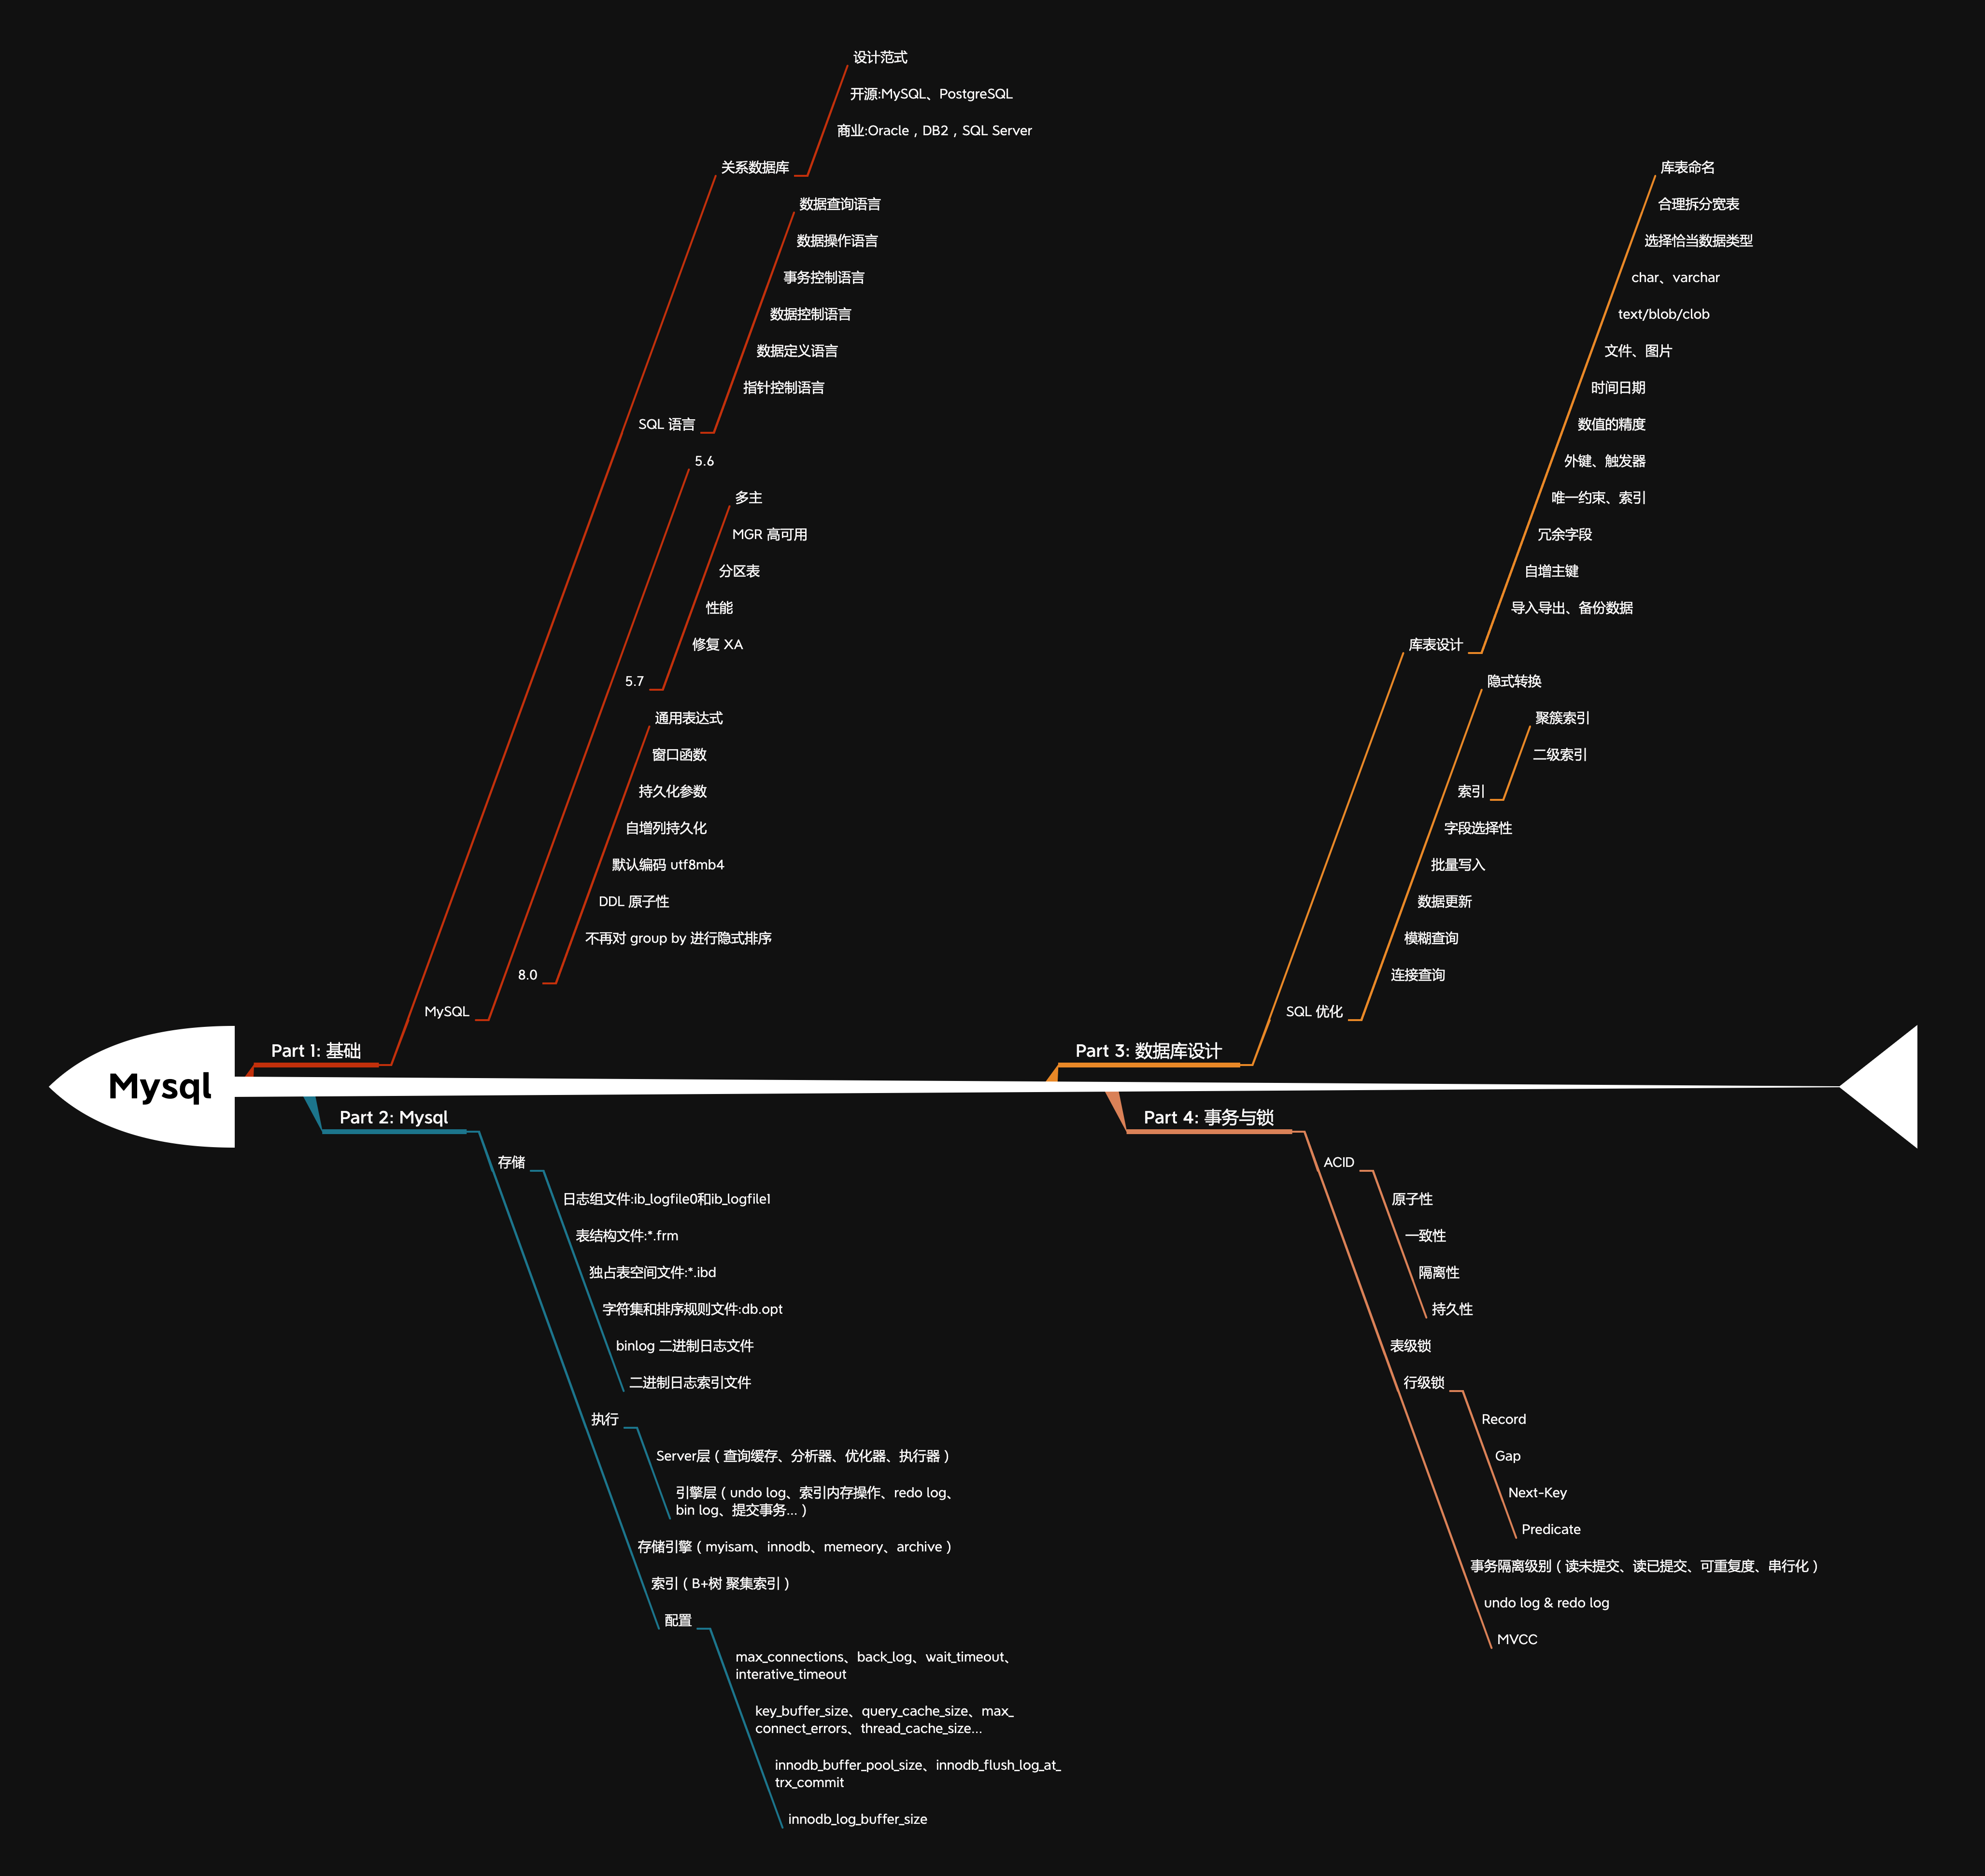 Mysql
Part 1: 基础
关系数据库
设计范式
开源:MySQL、PostgreSQL
商业:Oracle，DB2，SQL Server
SQL 语言
数据查询语言
数据操作语言
事务控制语言
数据控制语言
数据定义语言
指针控制语言
MySQL
5.6
5.7
多主
MGR 高可用
分区表
性能
修复 XA
8.0
通用表达式
窗口函数
持久化参数
自增列持久化
默认编码 utf8mb4
DDL 原子性
不再对 group by 进行隐式排序
Part 2: Mysql
存储
日志组文件:ib_logfile0和ib_logfile1
表结构文件:*.frm
独占表空间文件:*.ibd
字符集和排序规则文件:db.opt
binlog 二进制日志文件
二进制日志索引文件
执行
Server层（查询缓存、分析器、优化器、执行器）
引擎层（undo log、索引内存操作、redo log、
bin log、提交事务...）
存储引擎（myisam、innodb、memeory、archive）
索引（B+树 聚集索引）
配置
max_connections、back_log、wait_timeout、
interative_timeout
key_buffer_size、query_cache_size、max_
connect_errors、thread_cache_size...
innodb_buffer_pool_size、innodb_flush_log_at_
trx_commit
innodb_log_buffer_size
Part 3: 数据库设计
库表设计
库表命名
合理拆分宽表
选择恰当数据类型
char、varchar
text/blob/clob
文件、图片
时间日期
数值的精度
外键、触发器
唯一约束、索引
冗余字段
自增主键
导入导出、备份数据
SQL 优化
隐式转换
索引
聚簇索引
二级索引
字段选择性
批量写入
数据更新
模糊查询
连接查询
Part 4: 事务与锁
ACID
原子性
一致性
隔离性
持久性
表级锁
行级锁
Record
Gap
Next-Key
Predicate
事务隔离级别（读未提交、读已提交、可重复度、串行化）
undo log & redo log
MVCC